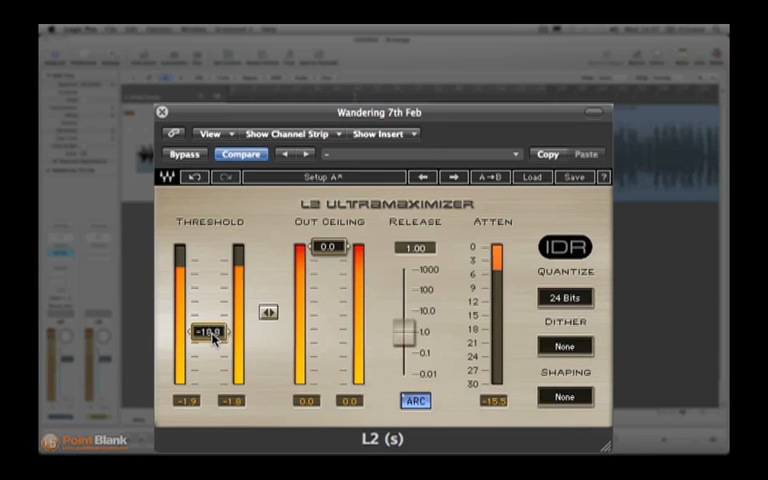 Wandering 7th Feb
View Show Channel Strip Show Insert
Bypass Compare - Copy Paste
Setup A* A→B Load Save ?
L2 ULTRAMAXIMIZER
THRESHOLD OUT CEILING RELEASE ATTEN
0.0 1.00 IDR
1000 100 10.0 1.0 0.1 0.01
0 3 6 9 12 15 18 21 24 27 30
QUANTIZE
24 Bits
DITHER
None
SHAPING
None
-1.9 -1.8 0.0 0.0 ARC -15.5
L2 (s)
Point Blank